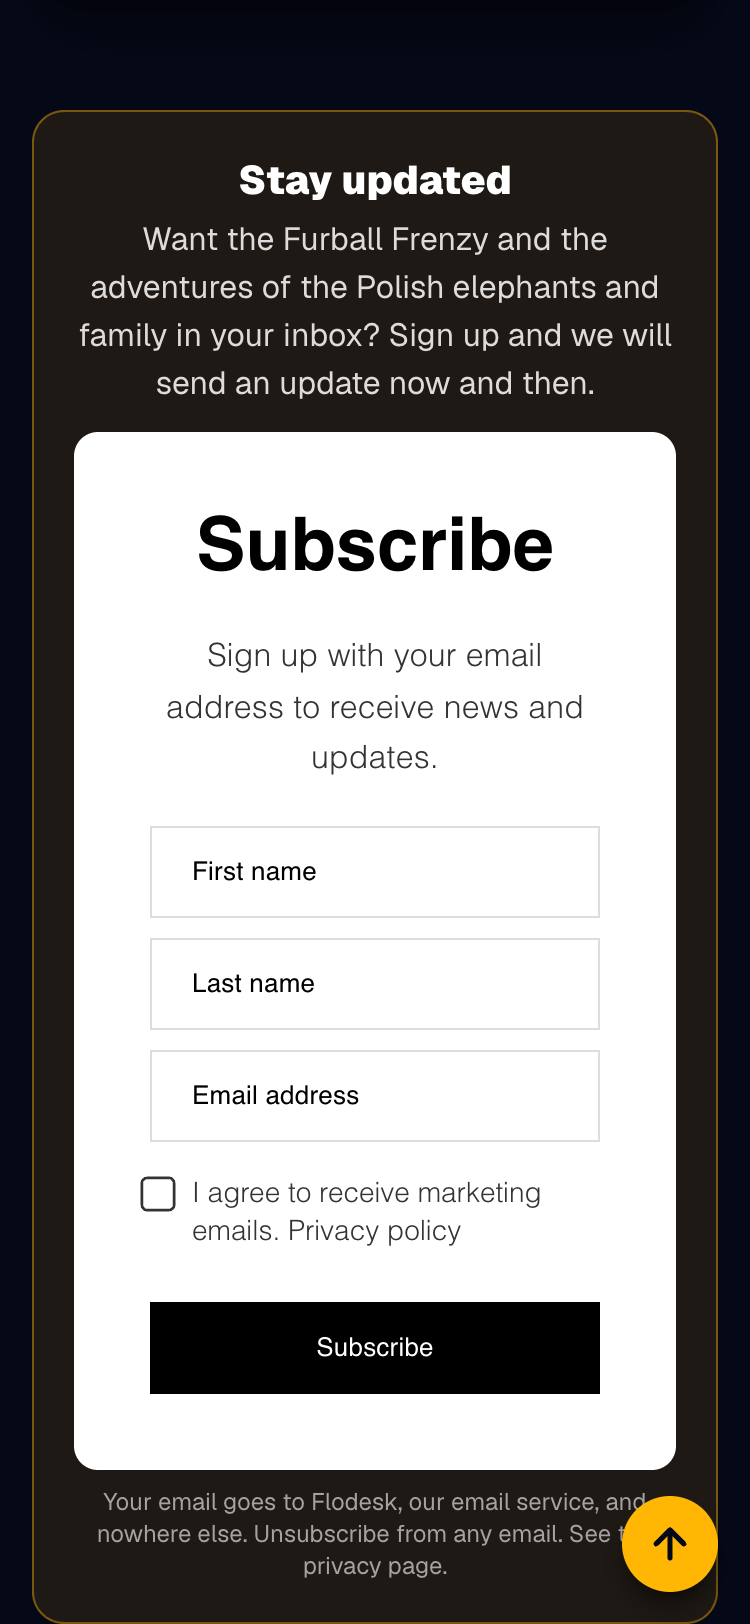 Stay updated
Want the Furball Frenzy and the
adventures of the Polish elephants and
family in your inbox? Sign up and we will
send an update now and then.
Subscribe
Sign up with your email
address to receive news and
updates.
First name
Last name
Email address
I agree to receive marketing
emails. Privacy policy
Subscribe
Your email goes to Flodesk, our email service, and
nowhere else. Unsubscribe from any email. See
privacy page.